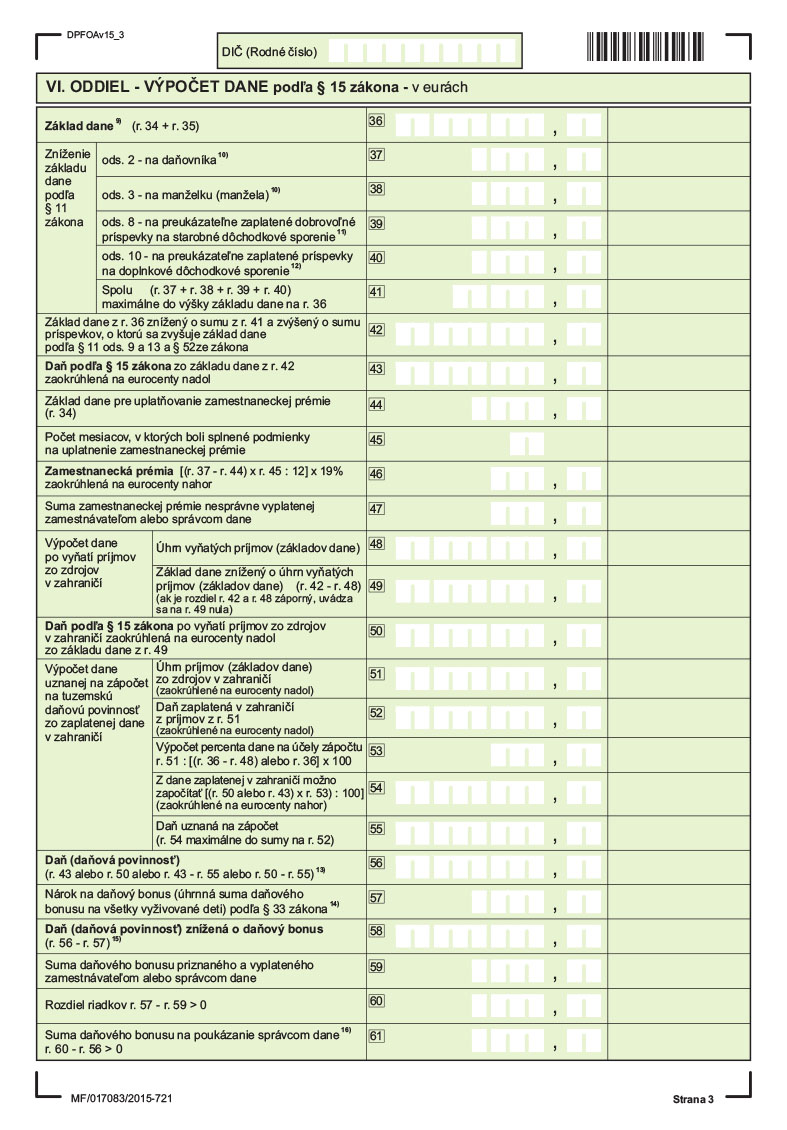 DPFOAv15_3
DIČ (Rodné číslo)
VI. ODDIEL - VÝPOČET DANE podľa § 15 zákona - v eurách
Základ dane 9) (r. 34 + r. 35)
36
,
Zníženie
základu
dane
podľa
§ 11
zákona
ods. 2 - na daňovníka 10)
37
,
ods. 3 - na manželku (manžela) 10)
38
,
ods. 8 - na preukázateľne zaplatené dobrovoľné
príspevky na starobné dôchodkové sporenie 11)
39
,
ods. 10 - na preukázateľne zaplatené príspevky
na doplnkové dôchodkové sporenie 12)
40
,
Spolu (r. 37 + r. 38 + r. 39 + r. 40)
maximálne do výšky základu dane na r. 36
41
,
Základ dane z r. 36 znížený o sumu z r. 41 a zvýšený o sumu
príspevkov, o ktorú sa zvyšuje základ dane
podľa § 11 ods. 9 a 13 a § 52ze zákona
42
,
Daň podľa § 15 zákona zo základu dane z r. 42
zaokrúhlená na eurocenty nadol
43
,
Základ dane pre uplatňovanie zamestnaneckej prémie
(r. 34)
44
,
Počet mesiacov, v ktorých boli splnené podmienky
na uplatnenie zamestnaneckej prémie
45
Zamestnanecká prémia [(r. 37 - r. 44) x r. 45 : 12] x 19%
zaokrúhlená na eurocenty nahor
46
,
Suma zamestnaneckej prémie nesprávne vyplatenej
zamestnávateľom alebo správcom dane
47
,
Výpočet dane
po vyňatí príjmov
zo zdrojov
v zahraničí
Úhrn vyňatých príjmov (základov dane)
48
,
Základ dane znížený o úhrn vyňatých
príjmov (základov dane) (r. 42 - r. 48)
(ak je rozdiel r. 42 a r. 48 záporný, uvádza
sa na r. 49 nula)
49
,
Daň podľa § 15 zákona po vyňatí príjmov zo zdrojov
v zahraničí zaokrúhlená na eurocenty nadol
zo základu dane z r. 49
50
,
Výpočet dane
uznanej na zápočet
na tuzemskú
daňovú povinnosť
zo zaplatenej dane
v zahraničí
Úhrn príjmov (základov dane)
zo zdrojov v zahraničí
(zaokrúhlené na eurocenty nadol)
51
,
Daň zaplatená v zahraničí
z príjmov z r. 51
(zaokrúhlené na eurocenty nadol)
52
,
Výpočet percenta dane na účely zápočtu
r. 51 : [(r. 36 - r. 48) alebo r. 36] x 100
53
,
Z dane zaplatenej v zahraničí možno
započítať [(r. 50 alebo r. 43) x r. 53) : 100]
(zaokrúhlené na eurocenty nahor)
54
,
Daň uznaná na zápočet
(r. 54 maximálne do sumy na r. 52)
55
,
Daň (daňová povinnosť)
(r. 43 alebo r. 50 alebo r. 43 - r. 55 alebo r. 50 - r. 55) 13)
56
,
Nárok na daňový bonus (úhrnná suma daňového
bonusu na všetky vyživované deti) podľa § 33 zákona 14)
57
,
Daň (daňová povinnosť) znížená o daňový bonus
(r. 56 - r. 57) 15)
58
,
Suma daňového bonusu priznaného a vyplateného
zamestnávateľom alebo správcom dane
59
,
Rozdiel riadkov r. 57 - r. 59 > 0
60
,
Suma daňového bonusu na poukázanie správcom dane 16)
r. 60 - r. 56 > 0
61
,
MF/017083/2015-721
Strana 3